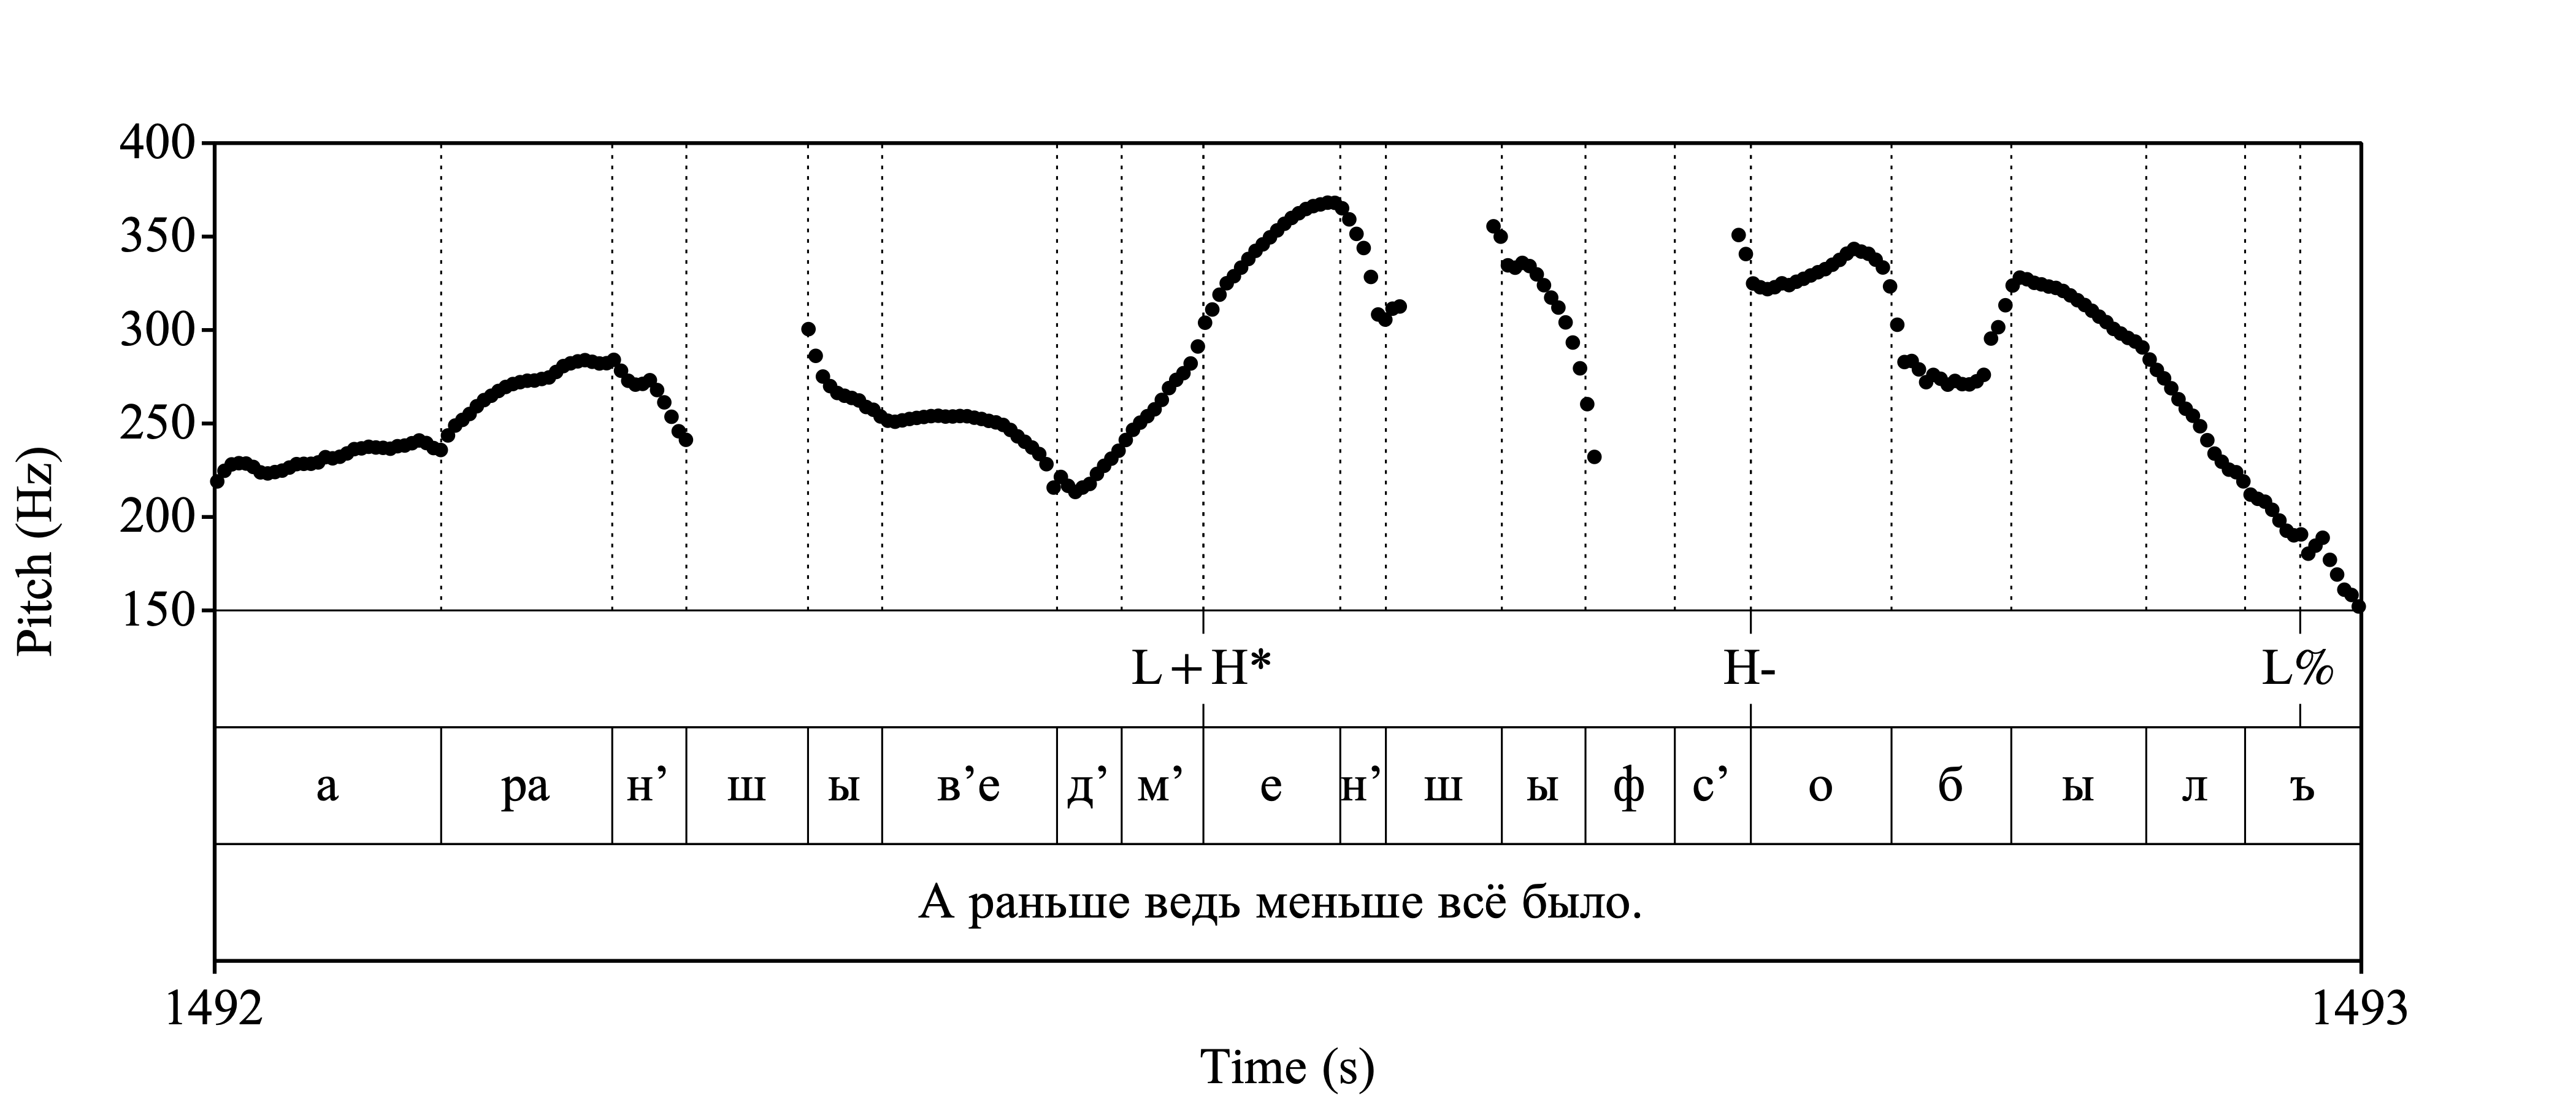 400
350
300
250
200
150
Pitch (Hz)
L+H* H- L%
а ра н’ ш ы в’е д’ м’ е н’ ш ы ф с’ о б ы л ъ
А раньше ведь меньше всё было.
1492 1493
Time (s)